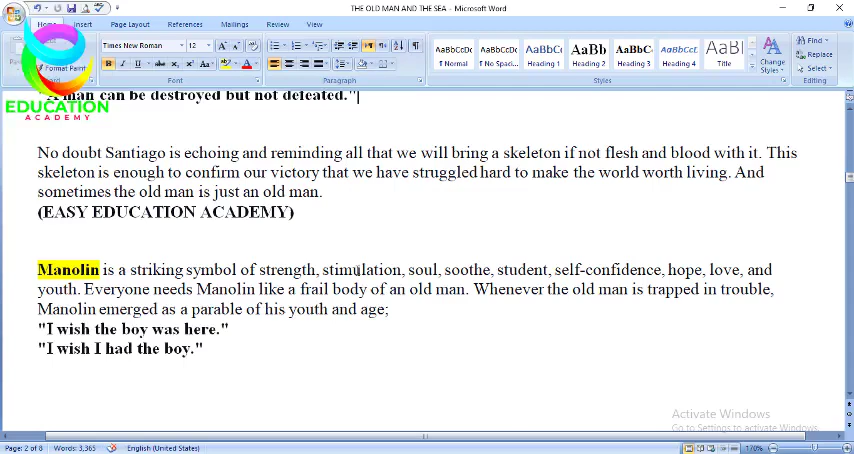 THE OLD MAN AND THE SEA - Microsoft Word
Home Insert Page Layout References Mailings Review View
Times New Roman 12
AaBbCcDc AaBbCcDc AaBbC AaBb AaBbC AaBbCcL AaBl
Format Paint
¶ Normal ¶ No Spaci... Heading 1 Heading 2 Heading 3 Heading 4 Title
Change Styles
Find
Replace
Select
Font Paragraph Styles Editing
EDUCATION
ACADEMY
"A man can be destroyed but not defeated."
No doubt Santiago is echoing and reminding all that we will bring a skeleton if not flesh and blood with it. This
skeleton is enough to confirm our victory that we have struggled hard to make the world worth living. And
sometimes the old man is just an old man.
(EASY EDUCATION ACADEMY)
Manolin is a striking symbol of strength, stimulation, soul, soothe, student, self-confidence, hope, love, and
youth. Everyone needs Manolin like a frail body of an old man. Whenever the old man is trapped in trouble,
Manolin emerged as a parable of his youth and age;
"I wish the boy was here."
"I wish I had the boy."
Activate Windows
Go to Settings to activate Windows.
Page: 2 of 8 Words: 3,365 English (United States) 170%